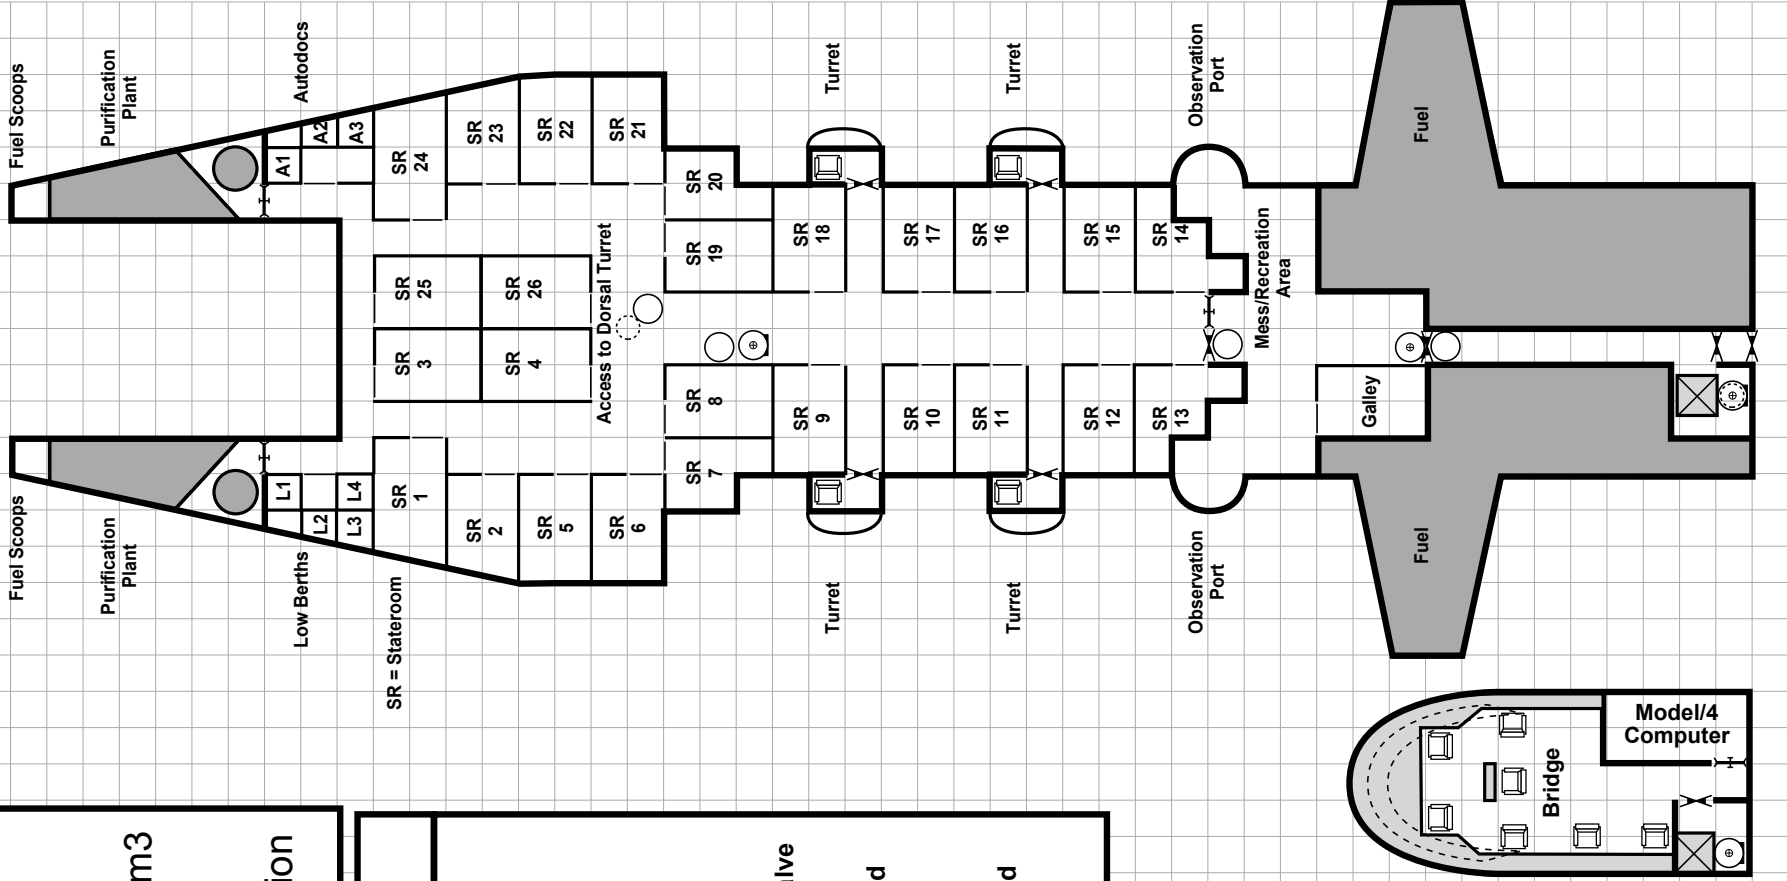 Fuel Scoops
Purification
Plant
Autodocs
Turret
Turret
Observation
Port
Fuel
A1
A2
A3
SR
24
SR
23
SR
22
SR
21
SR
20
SR
19
SR
18
SR
17
SR
16
SR
15
SR
14
SR
25
SR
26
Access to Dorsal Turret
Mess/Recreation
Area
SR
3
SR
4
SR
8
SR
7
SR
9
SR
10
SR
11
SR
12
SR
13
Galley
L1
L2
L3
L4
SR
1
SR
2
SR
5
SR
6
Fuel Scoops
Purification
Plant
Low Berths
SR = Stateroom
Turret
Turret
Observation
Port
Fuel
Model/4
Computer
Bridge
m3
ion
lve
d
d